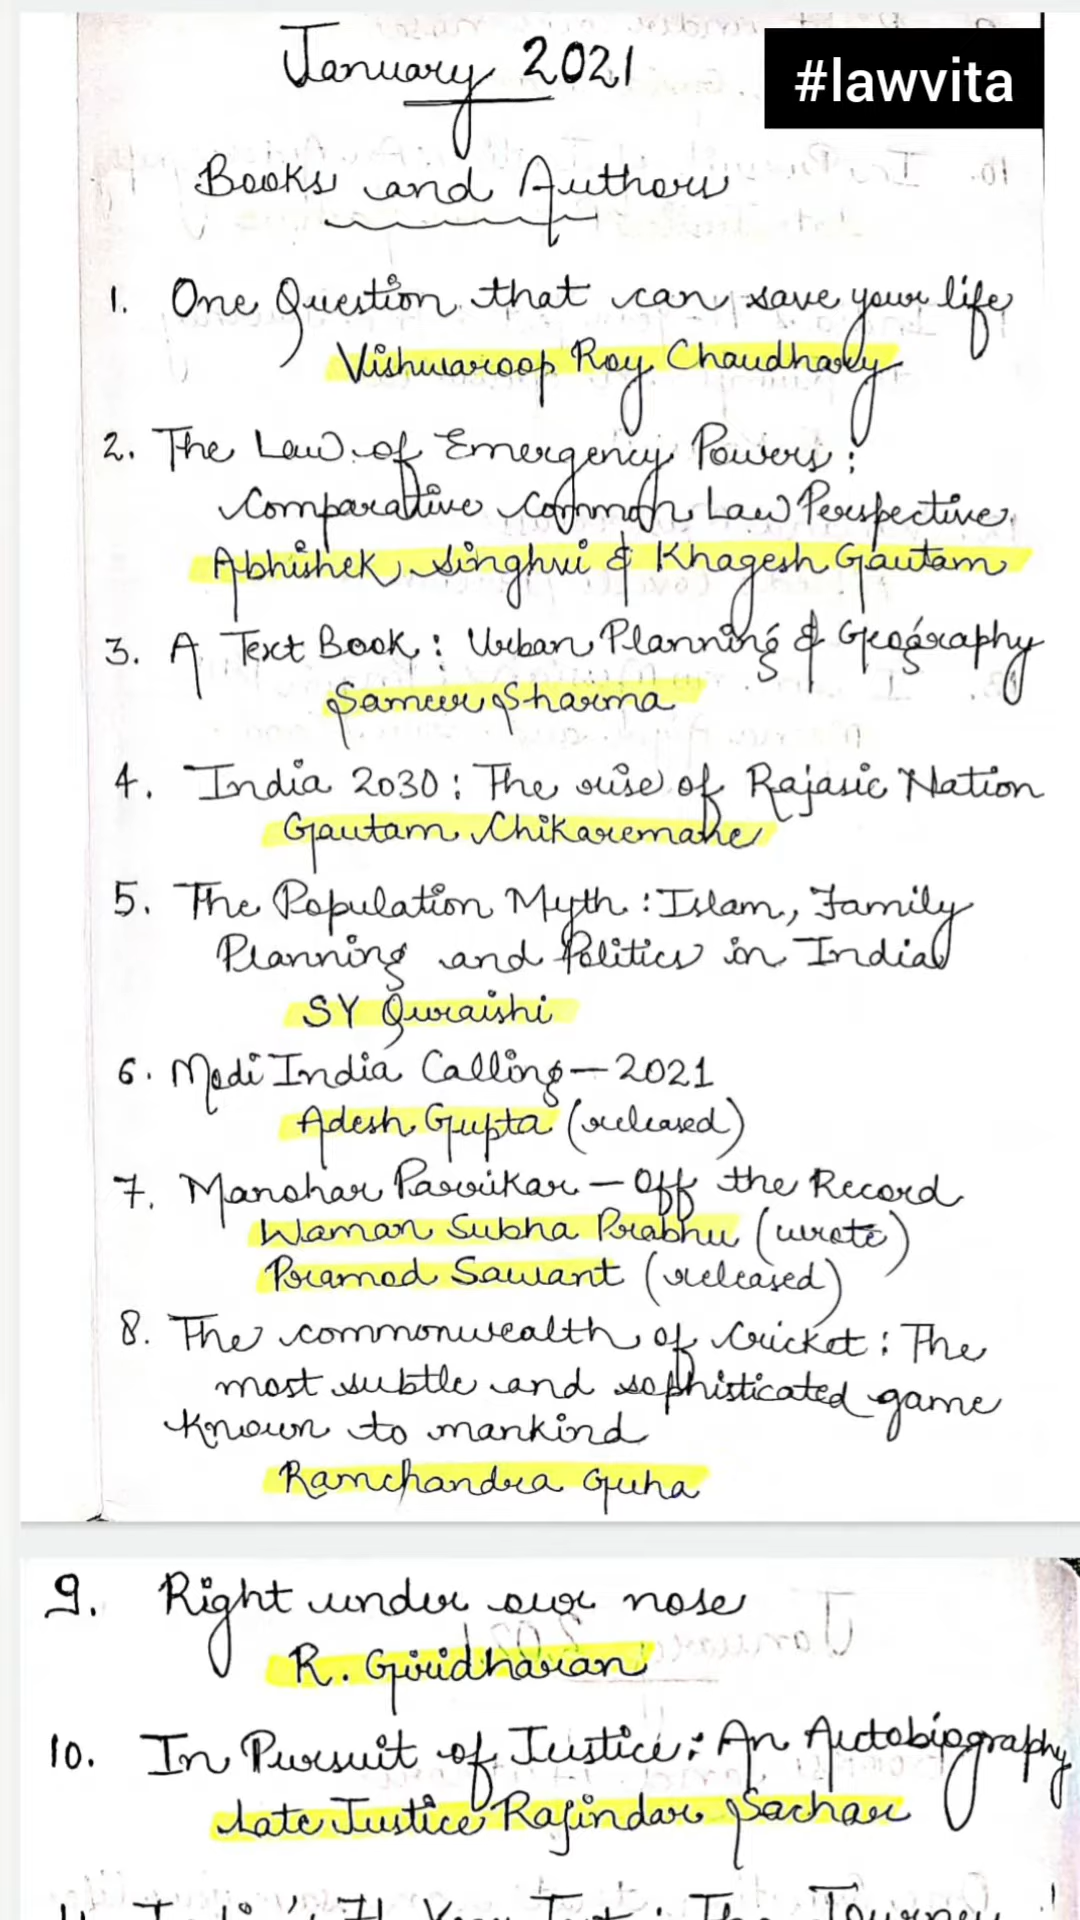 January 2021
#lawvita
Books and Authors
1. One Question that can save your life
Vishwaroop Roy Chaudhary
2. The Law of Emergency Powers :
Comparative Common Law Perspective
Abhishek Singhvi & Khagesh Gautam
3. A Text Book : Urban Planning & Geography
Sameer Sharma
4. India 2030 : The rise of Rajasic Nation
Gautam Chikaremane
5. The Population Myth : Islam, Family
Planning and Politics in India
SY Quraishi
6. Modi India Calling - 2021
Adesh Gupta (released)
7. Manohar Parrikar - Off the Record
Waman Subha Prabhu (wrote)
Pramod Sawant (released)
8. The commonwealth of Cricket : The
most subtle and sophisticated game
known to mankind
Ramchandra Guha
9. Right under our nose
R. Giridharan
10. In Pursuit of Justice : An Autobiography
Late Justice Rajindar Sachar